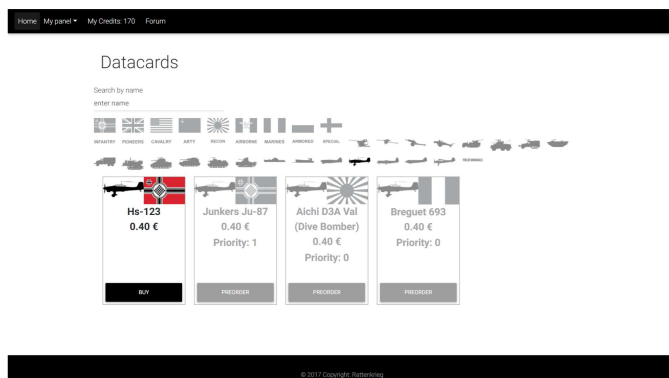 Home My panel My Credits: 170 Forum
Datacards
Search by name
enter name
INFANTRY PIONEERS CAVALRY ARTY RECON AIRBORNE MARINES ARMORED SPECIAL
Hs-123
0.40 €
BUY
Junkers Ju-87
0.40 €
Priority: 1
PREORDER
Aichi D3A Val
(Dive Bomber)
0.40 €
Priority: 0
PREORDER
Breguet 693
0.40 €
Priority: 0
PREORDER
© 2017 Copyright: Rattenkrieg